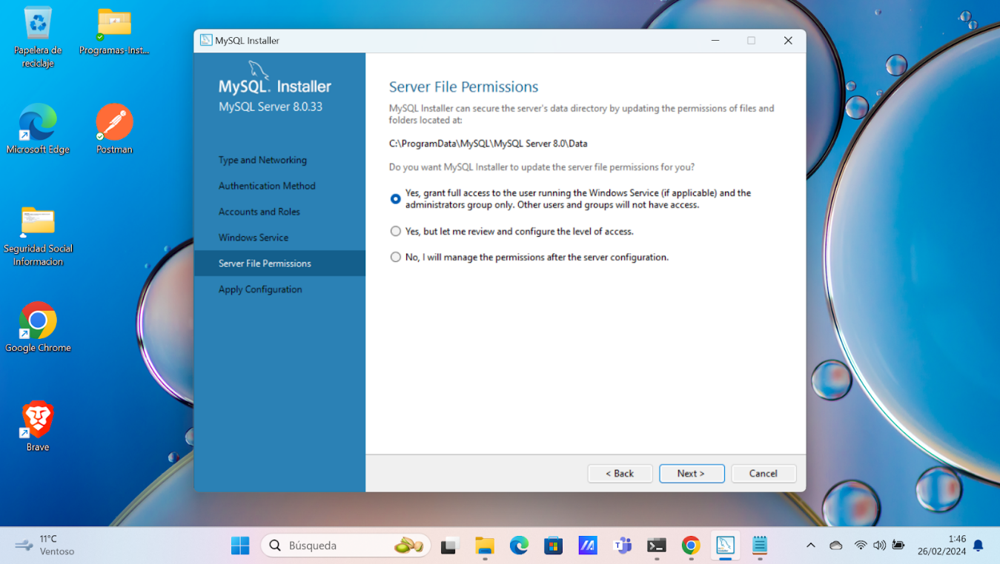 Papelera de
reciclaje
Programas-Inst...
Microsoft Edge
Postman
Seguridad Social
Informacion
Google Chrome
Brave
MySQL Installer
MySQL. Installer
MySQL Server 8.0.33
Type and Networking
Authentication Method
Accounts and Roles
Windows Service
Server File Permissions
Apply Configuration
Server File Permissions
MySQL Installer can secure the server's data directory by updating the permissions of files and
folders located at:
C:\ProgramData\MySQL\MySQL Server 8.0\Data
Do you want MySQL Installer to update the server file permissions for you?
Yes, grant full access to the user running the Windows Service (if applicable) and the
administrators group only. Other users and groups will not have access.
Yes, but let me review and configure the level of access.
No, I will manage the permissions after the server configuration.
< Back
Next >
Cancel
11°C
Ventoso
Búsqueda
1:46
26/02/2024